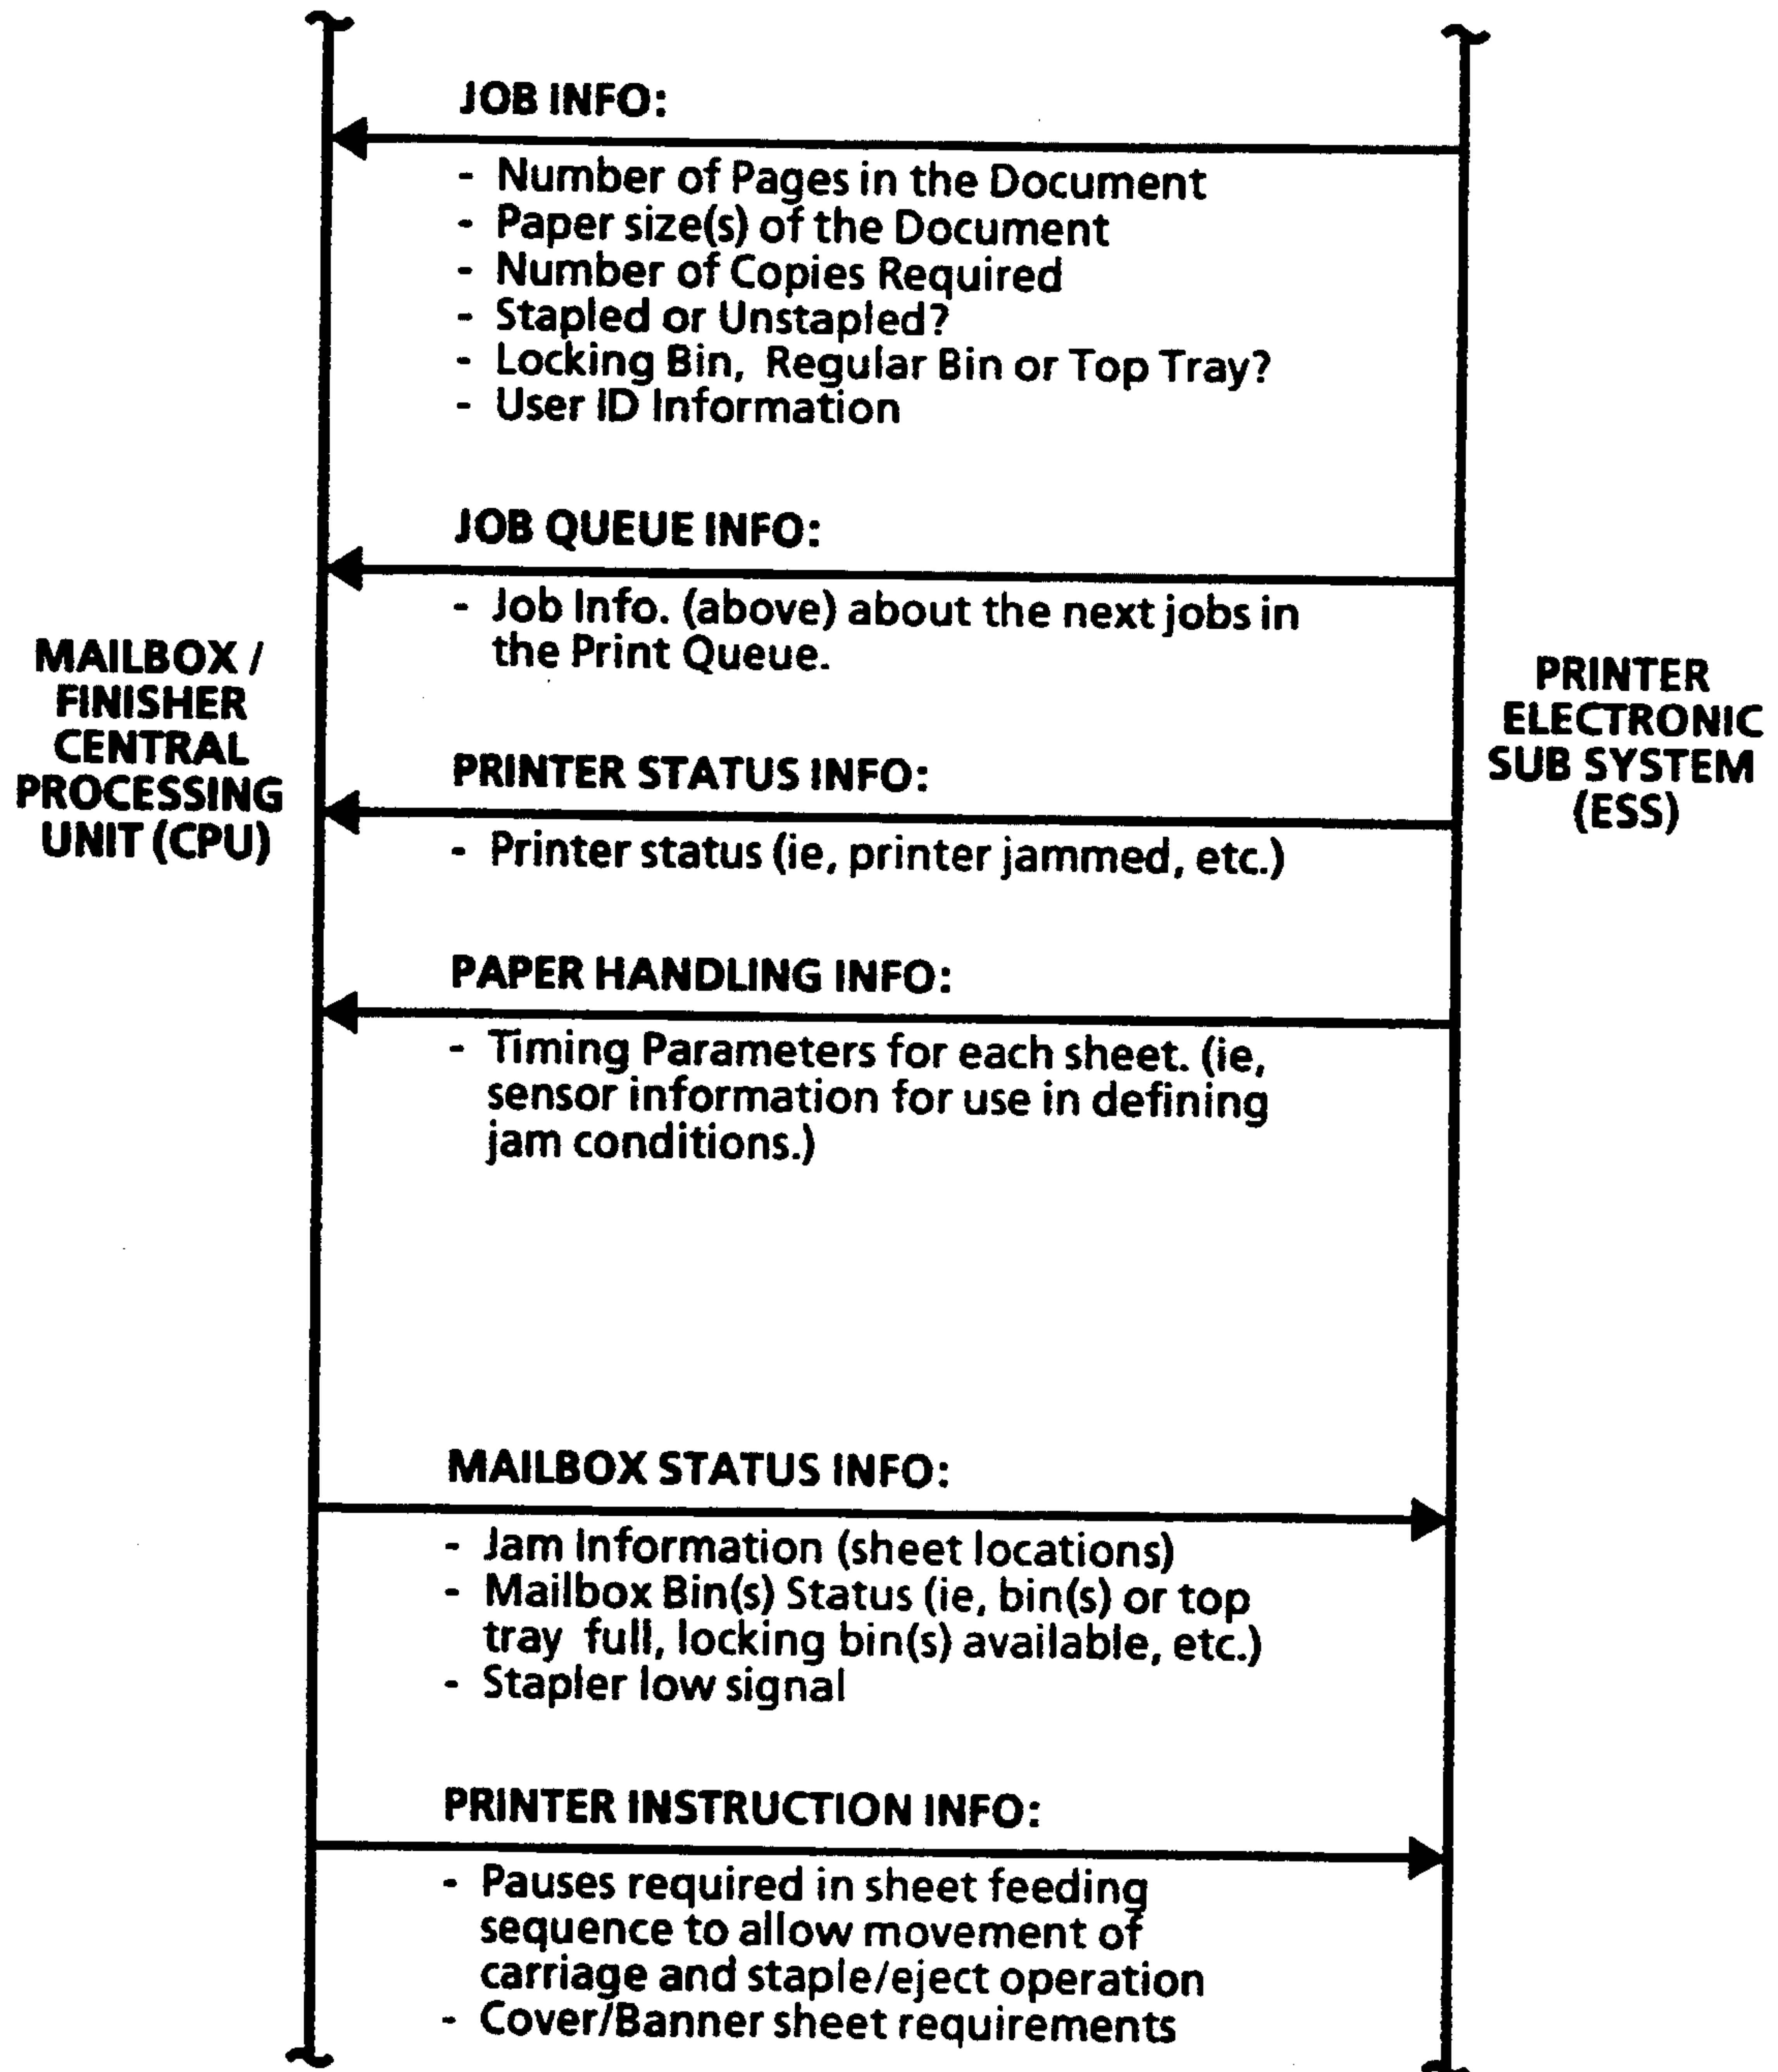 JOB INFO:
- Number of Pages in the Document
- Paper size(s) of the Document
- Number of Copies Required
- Stapled or Unstapled?
- Locking Bin, Regular Bin or Top Tray?
- User ID Information
JOB QUEUE INFO:
- Job Info. (above) about the next jobs in
the Print Queue.
MAILBOX /
FINISHER
CENTRAL
PROCESSING
UNIT (CPU)
PRINTER
ELECTRONIC
SUB SYSTEM
(ESS)
PRINTER STATUS INFO:
- Printer status (ie, printer jammed, etc.)
PAPER HANDLING INFO:
- Timing Parameters for each sheet. (ie,
sensor information for use in defining
jam conditions.)
MAILBOX STATUS INFO:
- Jam Information (sheet locations)
- Mailbox Bin(s) Status (ie, bin(s) or top
tray full, locking bin(s) available, etc.)
- Stapler low signal
PRINTER INSTRUCTION INFO:
- Pauses required in sheet feeding
sequence to allow movement of
carriage and staple/eject operation
- Cover/Banner sheet requirements